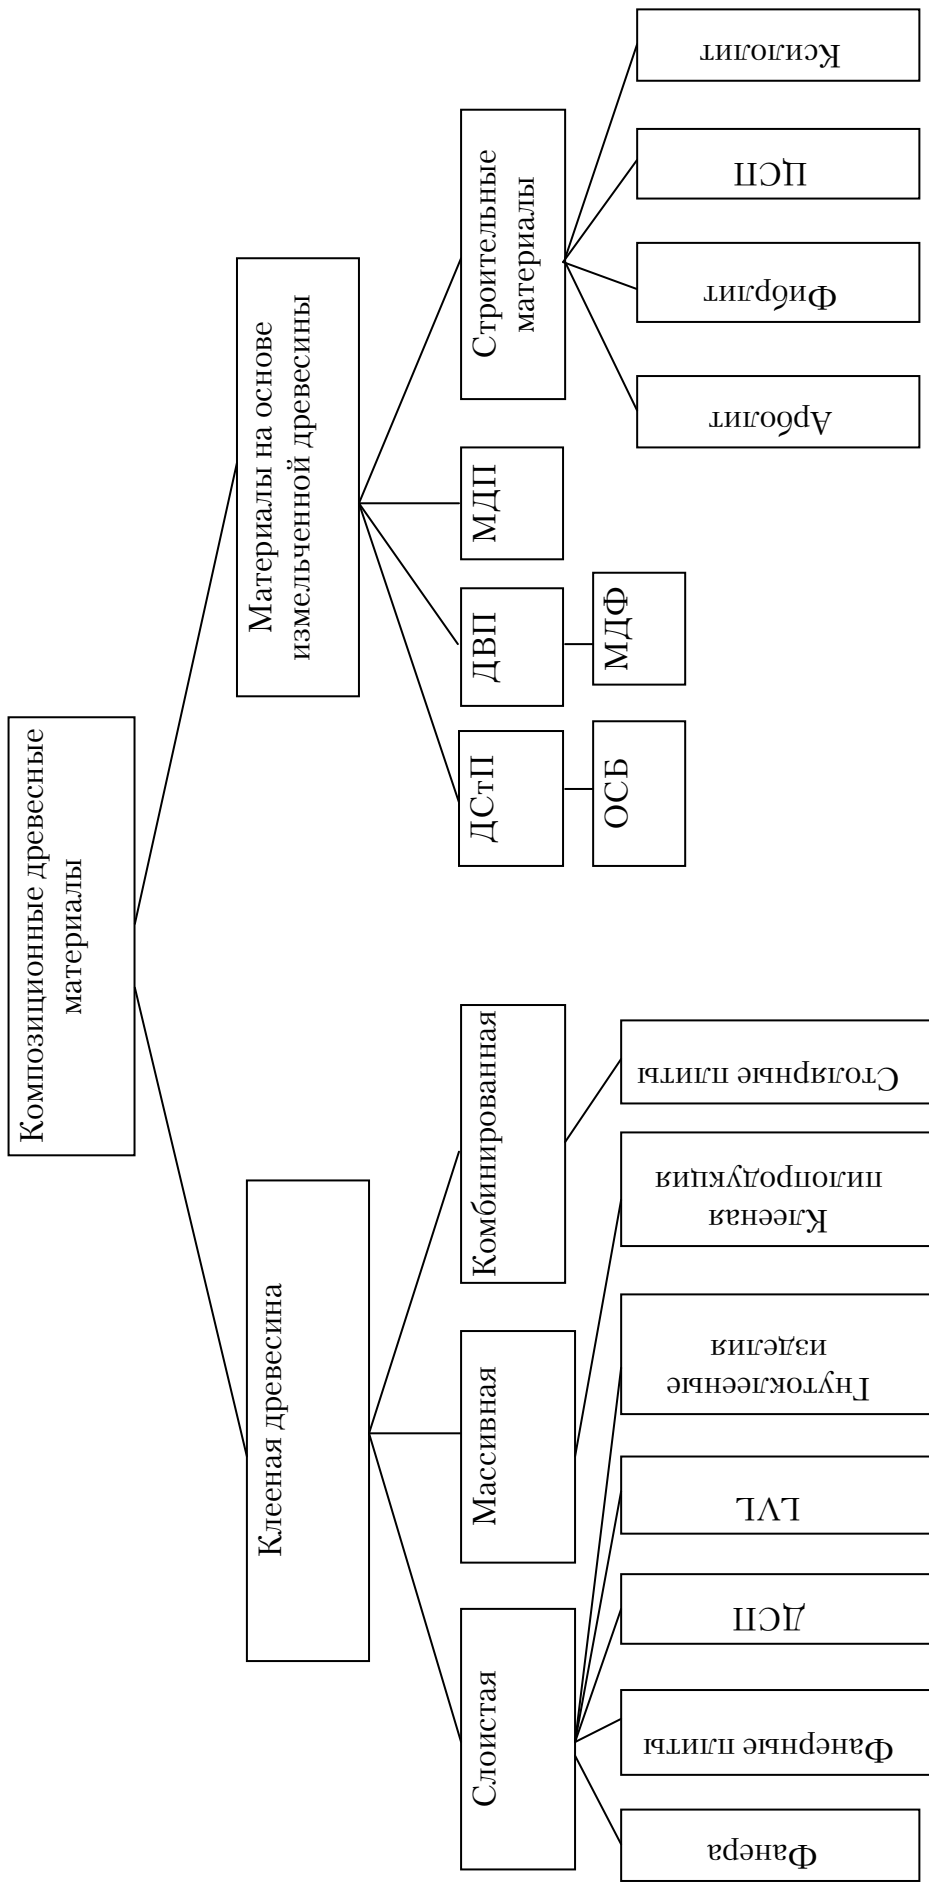 Композиционные древесные
материалы
Клееная древесина
Материалы на основе
измельченной древесины
Слоистая
Массивная
Комбинированная
ДСтП
ДВП
МДП
Строительные
материалы
ОСБ
МДФ
Фанера
Фанерные плиты
ДСП
LVL
Гнутоклееные
изделия
Клееная
пилопродукция
Столярные плиты
Арболит
Фибрлит
ЦСП
Ксилолит